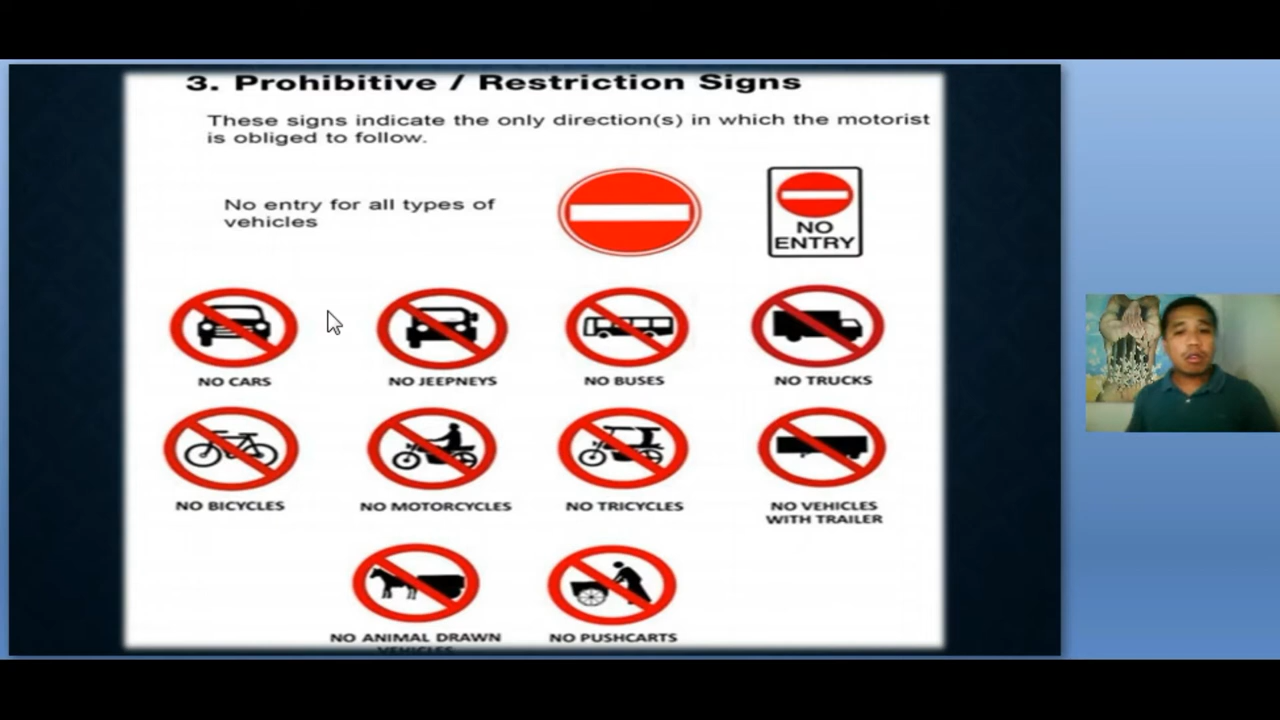 3. Prohibitive / Restriction Signs
These signs indicate the only direction(s) in which the motorist
is obliged to follow.
No entry for all types of
vehicles
NO
ENTRY
NO CARS
NO JEEPNEYS
NO BUSES
NO TRUCKS
NO BICYCLES
NO MOTORCYCLES
NO TRICYCLES
NO VEHICLES
WITH TRAILER
NO ANIMAL DRAWN
VEHICLES
NO PUSHCARTS